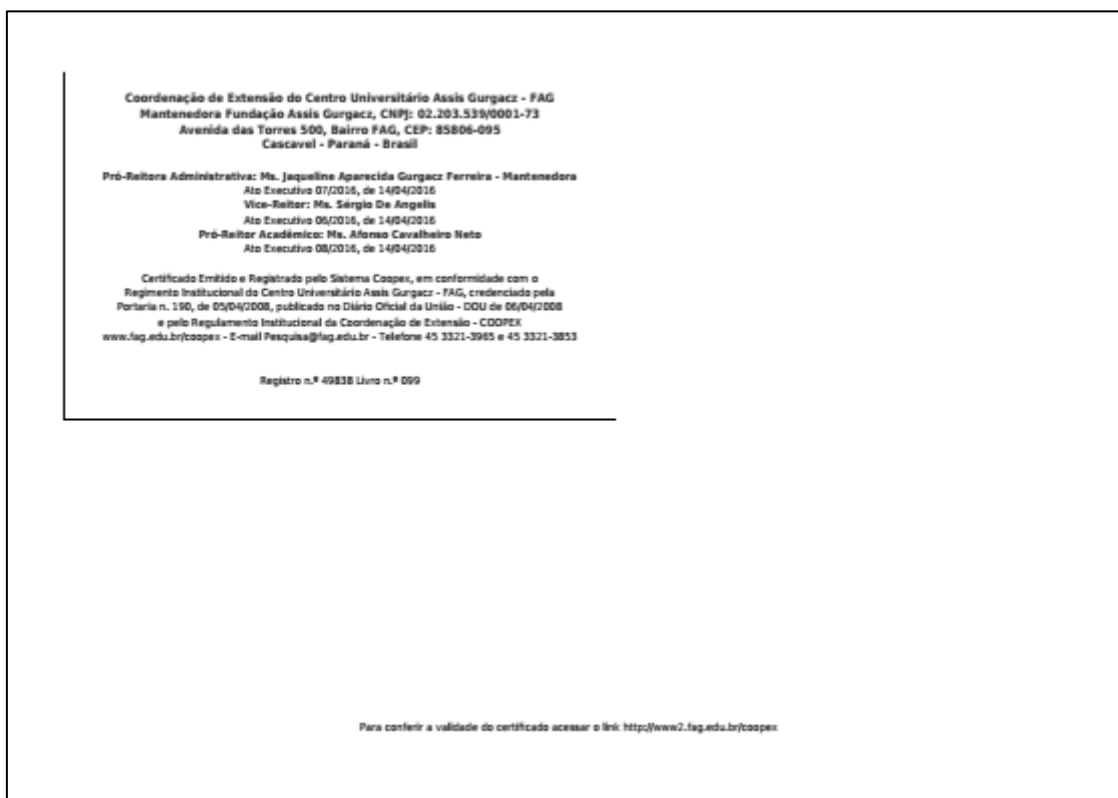 Coordenação de Extensão do Centro Universitário Assis Gurgacz - FAG
Mantenedora Fundação Assis Gurgacz, CNPJ: 02.203.539/0001-73
Avenida das Torres 500, Bairro FAG, CEP: 85806-095
Cascavel - Paraná - Brasil
Pró-Reitora Administrativa: Ms. Jaqueline Aparecida Gurgacz Ferreira - Mantenedora
Ato Executivo 07/2016, de 14/04/2016
Vice-Reitor: Ms. Sérgio De Angelis
Ato Executivo 06/2016, de 14/04/2016
Pró-Reitor Acadêmico: Ms. Afonso Cavalheiro Neto
Ato Executivo 08/2016, de 14/04/2016
Certificado Emitido e Registrado pelo Sistema Coopex, em conformidade com o
Regimento Institucional do Centro Universitário Assis Gurgacz - FAG, credenciado pela
Portaria n. 190, de 05/04/2008, publicado no Diário Oficial da União - DOU de 06/04/2008
e pelo Regulamento Institucional da Coordenação de Extensão - COOPEX
www.fag.edu.br/coopex - E-mail Pesquisa@fag.edu.br - Telefone 45 3321-3965 e 45 3321-3853
Registro n.º 49838 Livro n.º 099
Para conferir a validade do certificado acessar o link http://www2.fag.edu.br/coopex